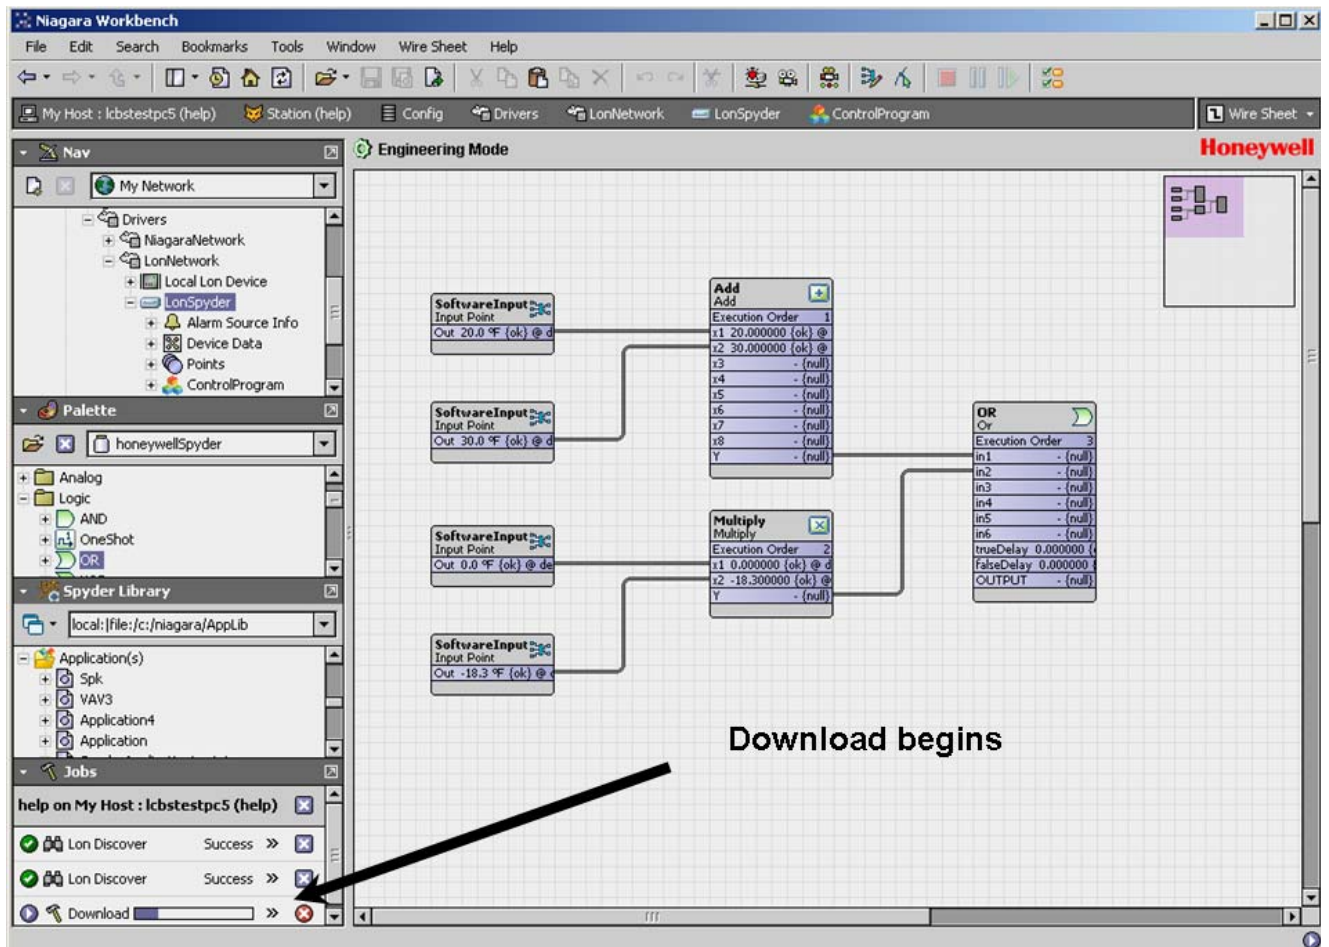 Niagara Workbench
File Edit Search Bookmarks Tools Window Wire Sheet Help
My Host : lcbstestpc5 (help) Station (help) Config Drivers LonNetwork LonSpyder ControlProgram Wire Sheet
Nav
My Network
Drivers
NiagaraNetwork
LonNetwork
Local Lon Device
LonSpyder
Alarm Source Info
Device Data
Points
ControlProgram
Palette
honeywellSpyder
Analog
Logic
AND
OneShot
OR
Spyder Library
local:|file:/c:/niagara/AppLib
Application(s)
Spk
VAV3
Application4
Application
Jobs
help on My Host : lcbstestpc5 (help)
Lon Discover Success »
Lon Discover Success »
Download »
Engineering Mode
Honeywell
SoftwareInput
Input Point
Out 20.0 °F {ok} @ d
SoftwareInput
Input Point
Out 30.0 °F {ok} @ d
SoftwareInput
Input Point
Out 0.0 °F {ok} @ de
SoftwareInput
Input Point
Out -18.3 °F {ok} @
Add
Add
Execution Order 1
x1 20.000000 {ok} @
x2 30.000000 {ok} @
x3 - {null}
x4 - {null}
x5 - {null}
x6 - {null}
x7 - {null}
x8 - {null}
Y - {null}
Multiply
Multiply
Execution Order 2
x1 0.000000 {ok} @ d
x2 -18.300000 {ok} @
Y - {null}
OR
Or
Execution Order 3
in1 - {null}
in2 - {null}
in3 - {null}
in4 - {null}
in5 - {null}
in6 - {null}
trueDelay 0.000000 {
falseDelay 0.000000
OUTPUT - {null}
Download begins